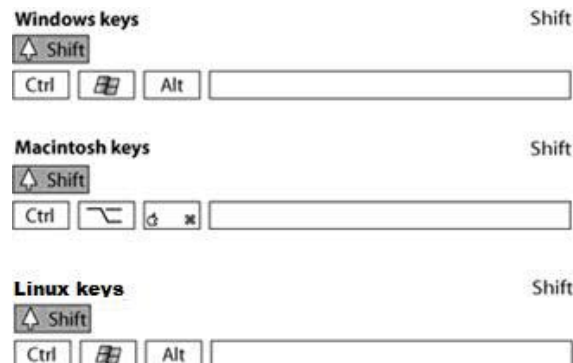 Windows keys Shift
Shift
Ctrl Alt
Macintosh keys Shift
Shift
Ctrl ⌥ ⌘
Linux keys Shift
Shift
Ctrl Alt